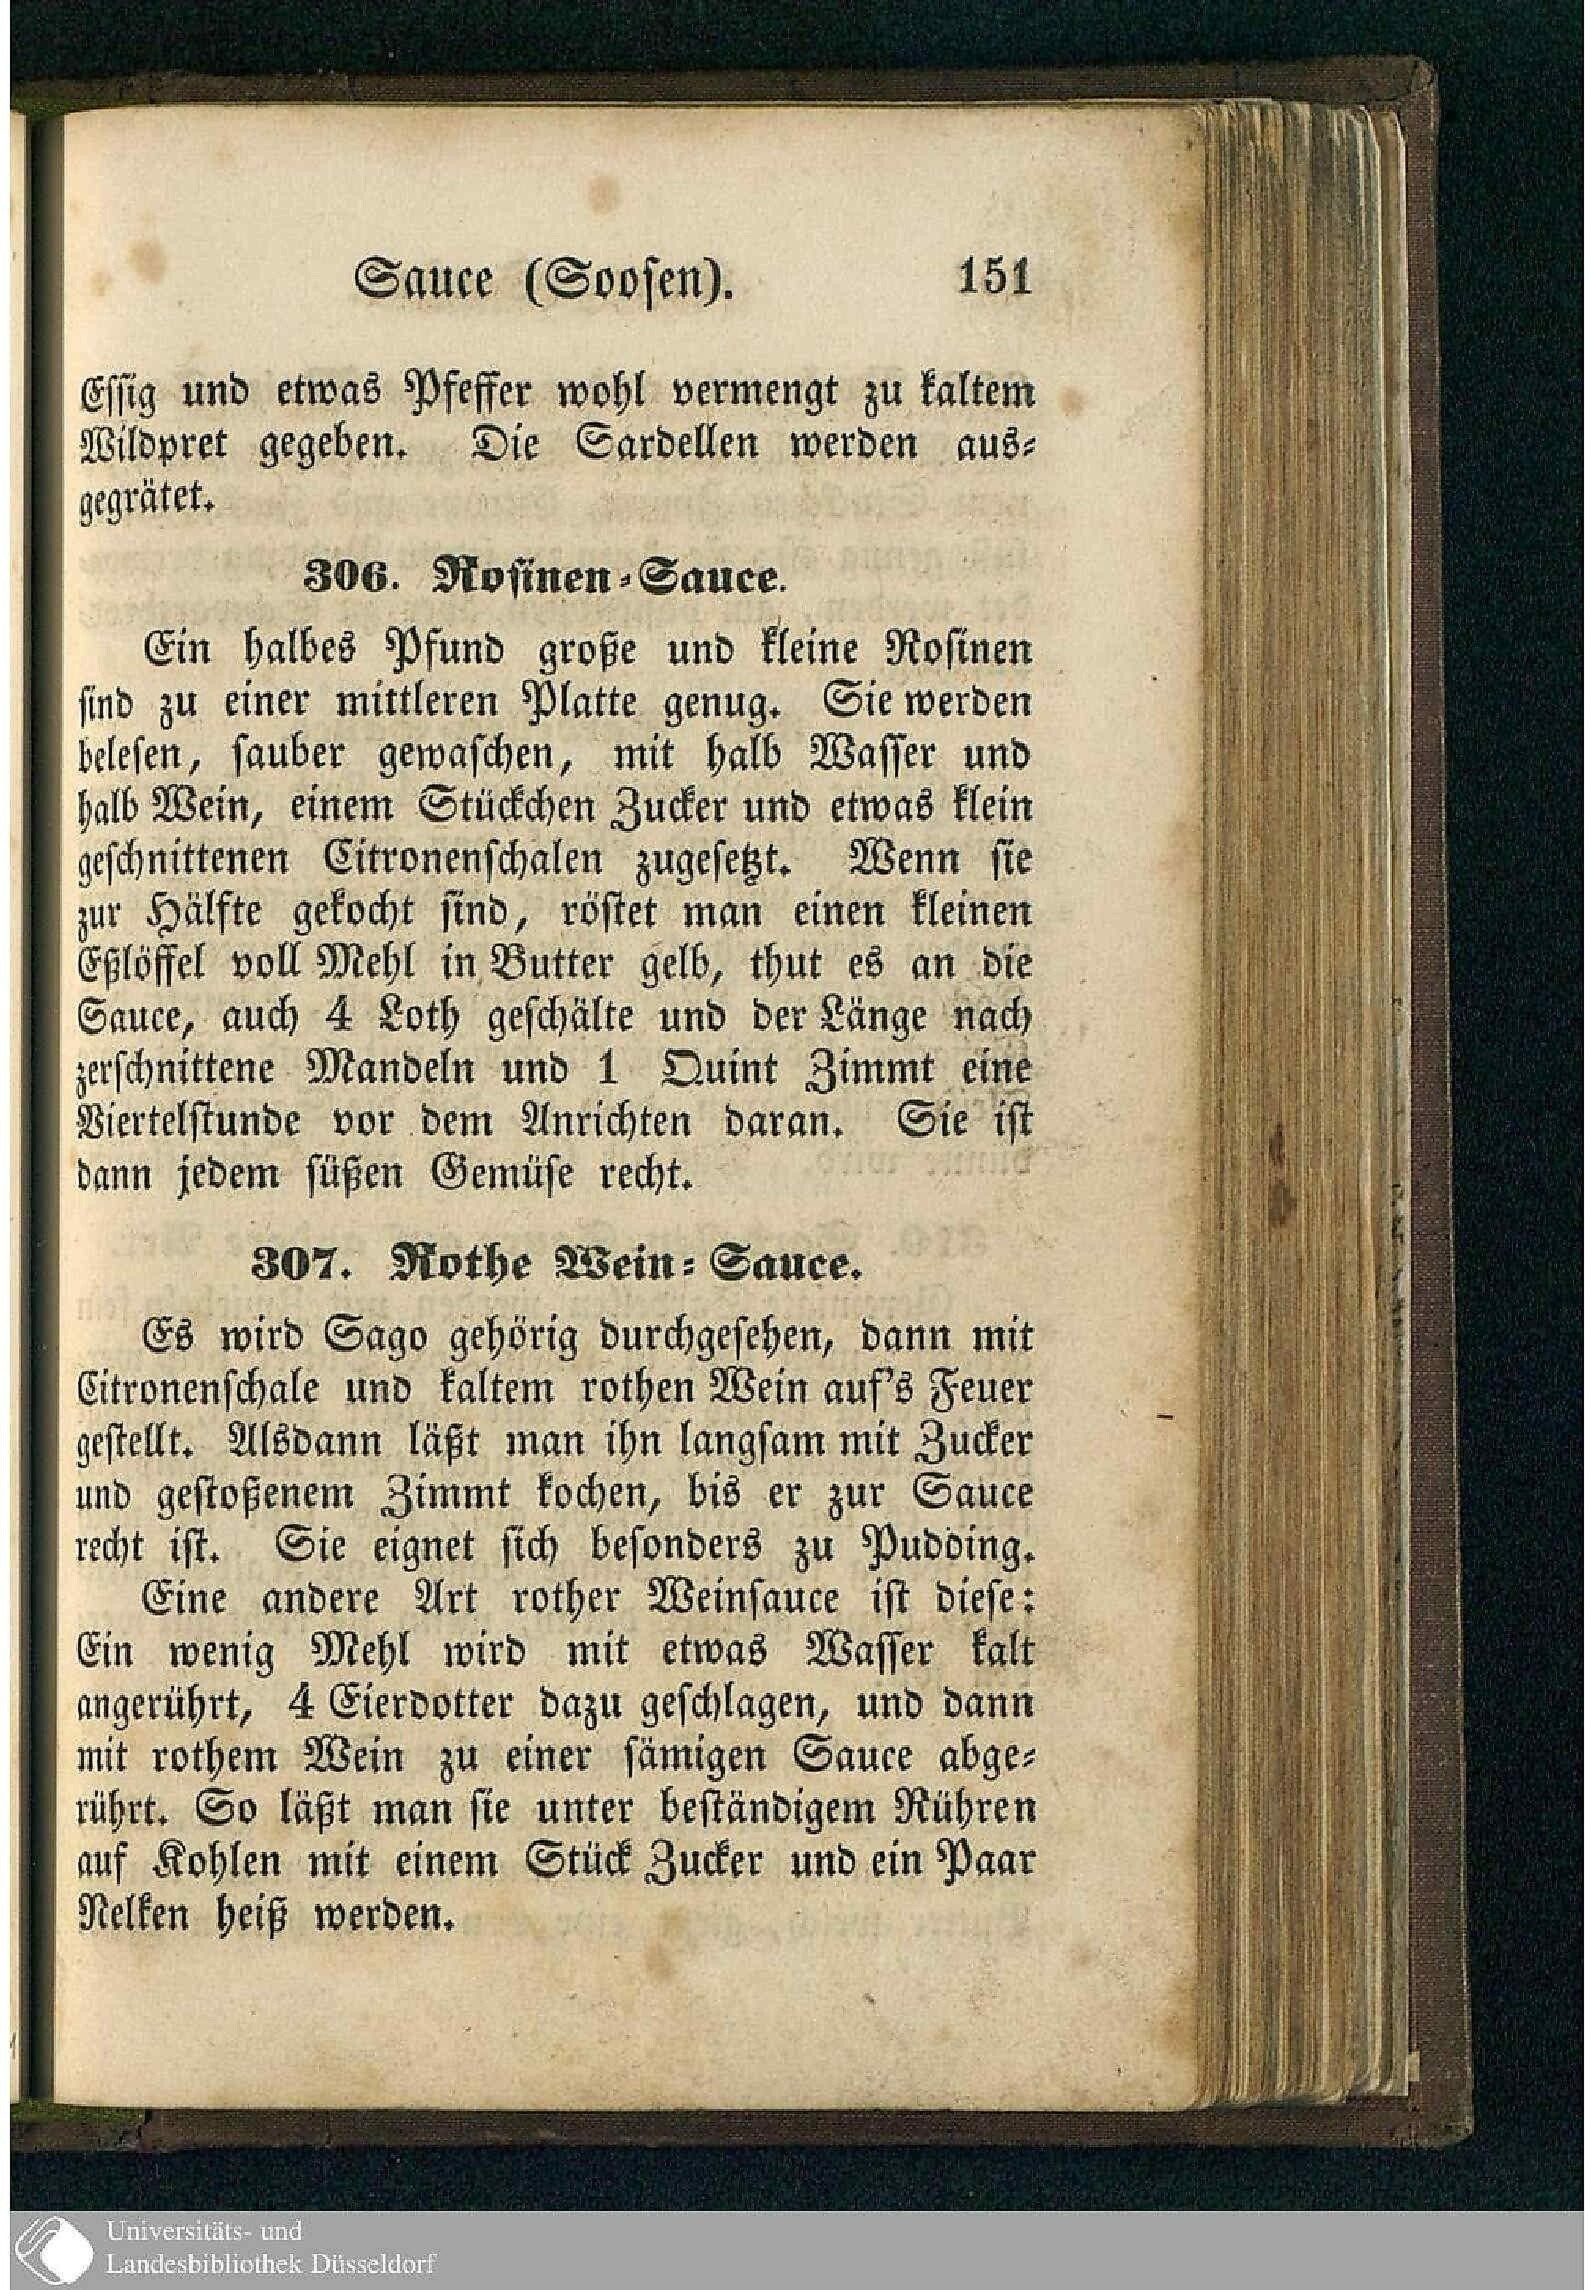 Sauce (Soosen). 151
Essig und etwas Pfeffer wohl vermengt zu kaltem
Wildpret gegeben. Die Sardellen werden aus-
gegrätet.
306. Rosinen-Sauce.
Ein halbes Pfund große und kleine Rosinen
sind zu einer mittleren Platte genug. Sie werden
belesen, sauber gewaschen, mit halb Wasser und
halb Wein, einem Stückchen Zucker und etwas klein
geschnittenen Citronenschalen zugesetzt. Wenn sie
zur Hälfte gekocht sind, röstet man einen kleinen
Eßlöffel voll Mehl in Butter gelb, thut es an die
Sauce, auch 4 Loth geschälte und der Länge nach
zerschnittene Mandeln und 1 Quint Zimmt eine
Viertelstunde vor dem Anrichten daran. Sie ist
dann jedem süßen Gemüse recht.
307. Rothe Wein-Sauce.
Es wird Sago gehörig durchgesehen, dann mit
Citronenschale und kaltem rothen Wein auf's Feuer
gestellt. Alsdann läßt man ihn langsam mit Zucker
und gestoßenem Zimmt kochen, bis er zur Sauce
recht ist. Sie eignet sich besonders zu Pudding.
Eine andere Art rother Weinsauce ist diese:
Ein wenig Mehl wird mit etwas Wasser kalt
angerührt, 4 Eierdotter dazu geschlagen, und dann
mit rothem Wein zu einer sämigen Sauce abge-
rührt. So läßt man sie unter beständigem Rühren
auf Kohlen mit einem Stück Zucker und ein Paar
Nelken heiß werden.
Universitäts- und
Landesbibliothek Düsseldorf